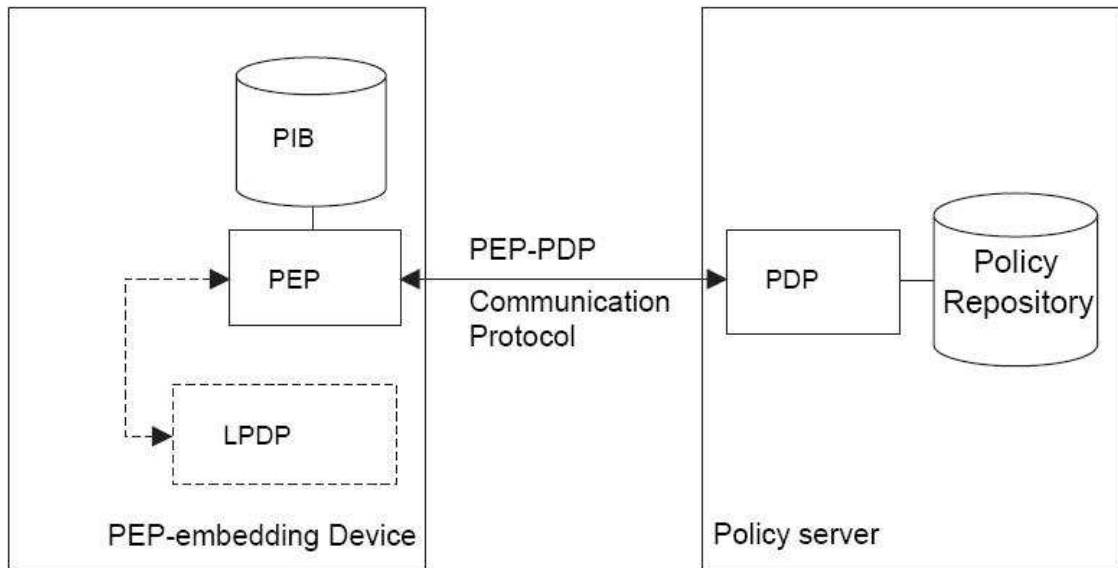 PIB
PEP
LPDP
PEP-embedding Device
PEP-PDP
Communication
Protocol
PDP
Policy
Repository
Policy server